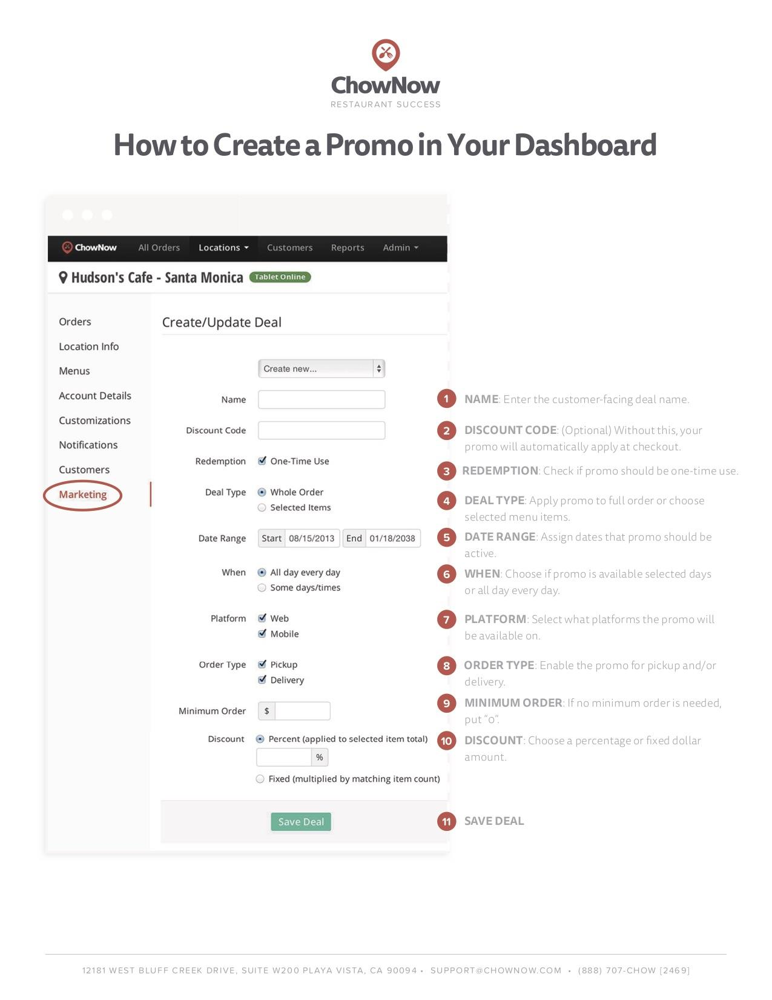 ChowNow
RESTAURANT SUCCESS
How to Create a Promo in Your Dashboard
ChowNow All Orders Locations Customers Reports Admin
Hudson's Cafe - Santa Monica Tablet Online
Orders
Location Info
Menus
Account Details
Customizations
Notifications
Customers
Marketing
Create/Update Deal
Create new...
Name
Discount Code
Redemption One-Time Use
Deal Type Whole Order
Selected Items
Date Range Start 08/15/2013 End 01/18/2038
When All day every day
Some days/times
Platform Web
Mobile
Order Type Pickup
Delivery
Minimum Order $
Discount Percent (applied to selected item total)
%
Fixed (multiplied by matching item count)
Save Deal
1 NAME: Enter the customer-facing deal name.
2 DISCOUNT CODE: (Optional) Without this, your
promo will automatically apply at checkout.
3 REDEMPTION: Check if promo should be one-time use.
4 DEAL TYPE: Apply promo to full order or choose
selected menu items.
5 DATE RANGE: Assign dates that promo should be
active.
6 WHEN: Choose if promo is available selected days
or all day every day.
7 PLATFORM: Select what platforms the promo will
be available on.
8 ORDER TYPE: Enable the promo for pickup and/or
delivery.
9 MINIMUM ORDER: If no minimum order is needed,
put “0”.
10 DISCOUNT: Choose a percentage or fixed dollar
amount.
11 SAVE DEAL
12181 WEST BLUFF CREEK DRIVE, SUITE W200 PLAYA VISTA, CA 90094 • SUPPORT@CHOWNOW.COM • (888) 707-CHOW [2469]